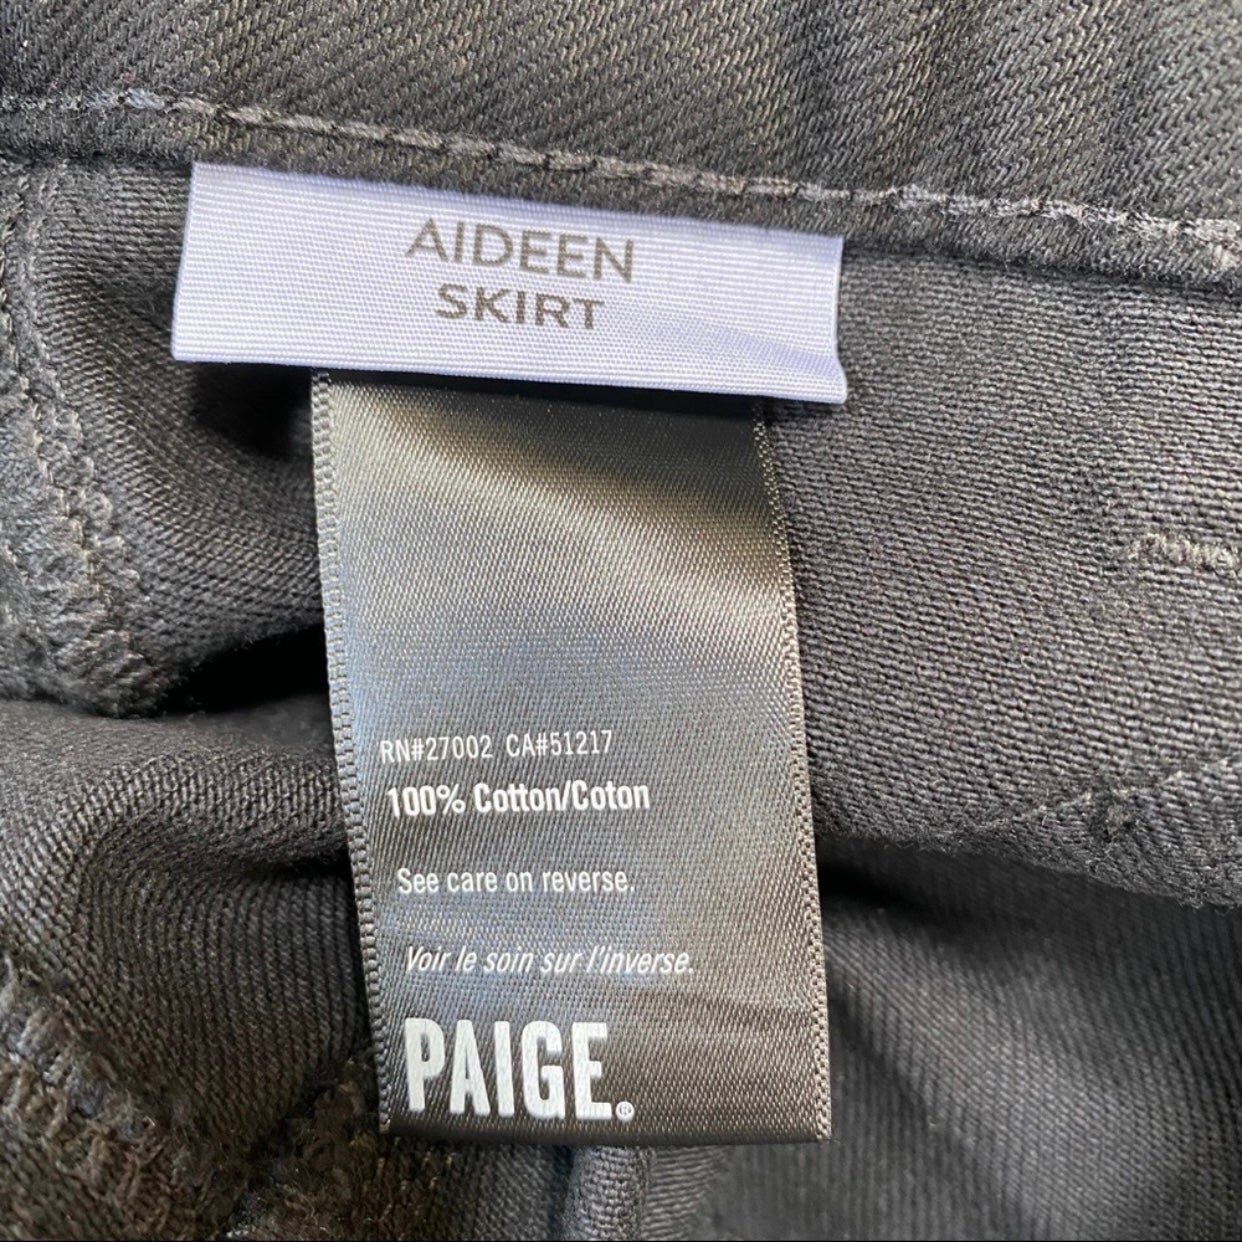 AIDEEN
SKIRT
RN#27002 CA#51217
100% Cotton/Coton
See care on reverse.
Voir le soin sur l'inverse.
PAIGE.®